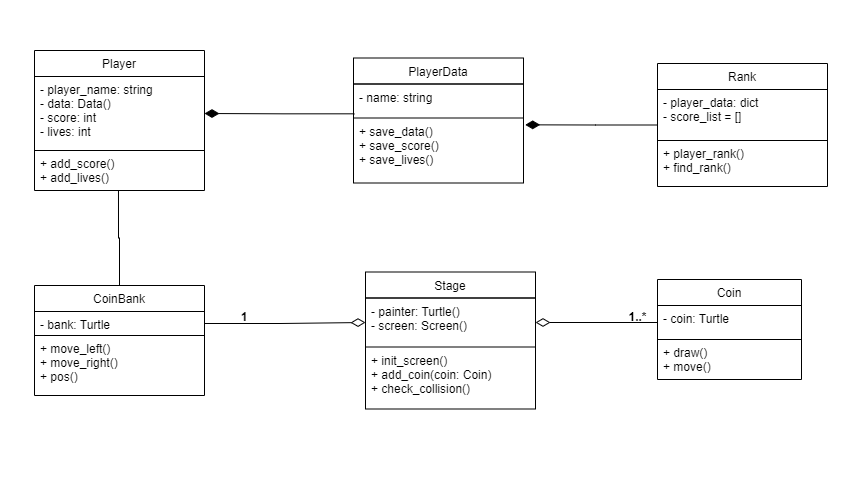 Player
- player_name: string
- data: Data()
- score: int
- lives: int
+ add_score()
+ add_lives()
PlayerData
- name: string
+ save_data()
+ save_score()
+ save_lives()
Rank
- player_data: dict
- score_list = []
+ player_rank()
+ find_rank()
CoinBank
- bank: Turtle
+ move_left()
+ move_right()
+ pos()
1
Stage
- painter: Turtle()
- screen: Screen()
+ init_screen()
+ add_coin(coin: Coin)
+ check_collision()
1..*
Coin
- coin: Turtle
+ draw()
+ move()